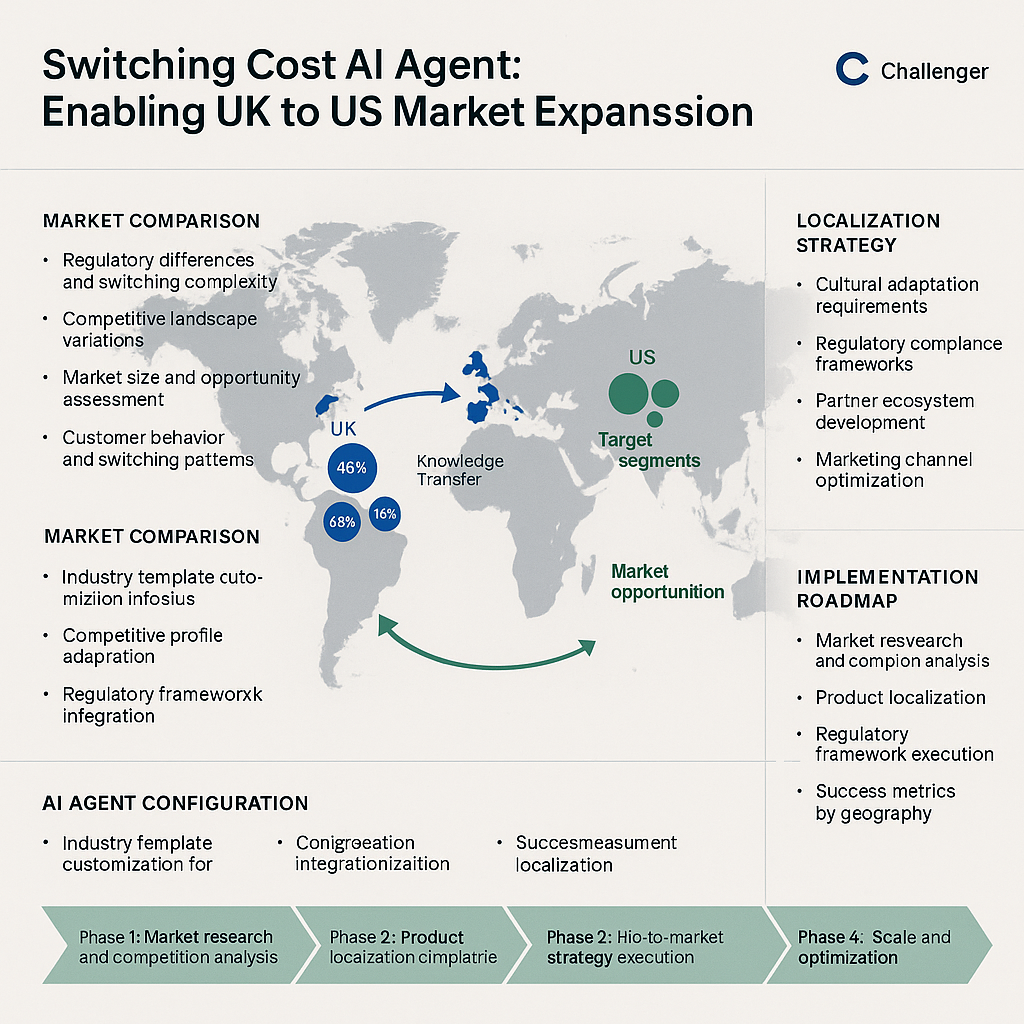 Switching Cost AI Agent:
Enabling UK to US Market Expanssion
Challenger
MARKET COMPARISON
• Regulatory differences
and switching complexity
• Competitive landscape
variations
• Market size and opportunity
assessment
• Customer behavior
and switching pattems
MARKET COMPARISON
• Industry template cuto-
miziion infosius
• Competitive profile
adapration
• Regulatory frameworxk
infegration
UK
46%
68%
16%
Knowledge
Transfer
US
Target
segments
Market
opportunition
LOCALIZATION
STRATEGY
• Cultural adaptation
requirements
• Regulatory complance
frameworks
• Partner ecosystem
development
• Marketing channel
optimization
IMPLEMENTATION
ROADMAP
• Market resvearch
and compion analysis
• Product localization
• Regulatory
framework execution
• Success metrics
by geography
AI AGENT CONFIGURATION
• Industry femplate
customization for
• Conigreeation
integrationizaition
• Succesmeasument
localization
Phase 1: Market research
and competition analysis
Phase 2: Product
locaization cimplatrie
Phase 2: Hio-to-market
strategy execution
Phase 4: Scale and
optimization